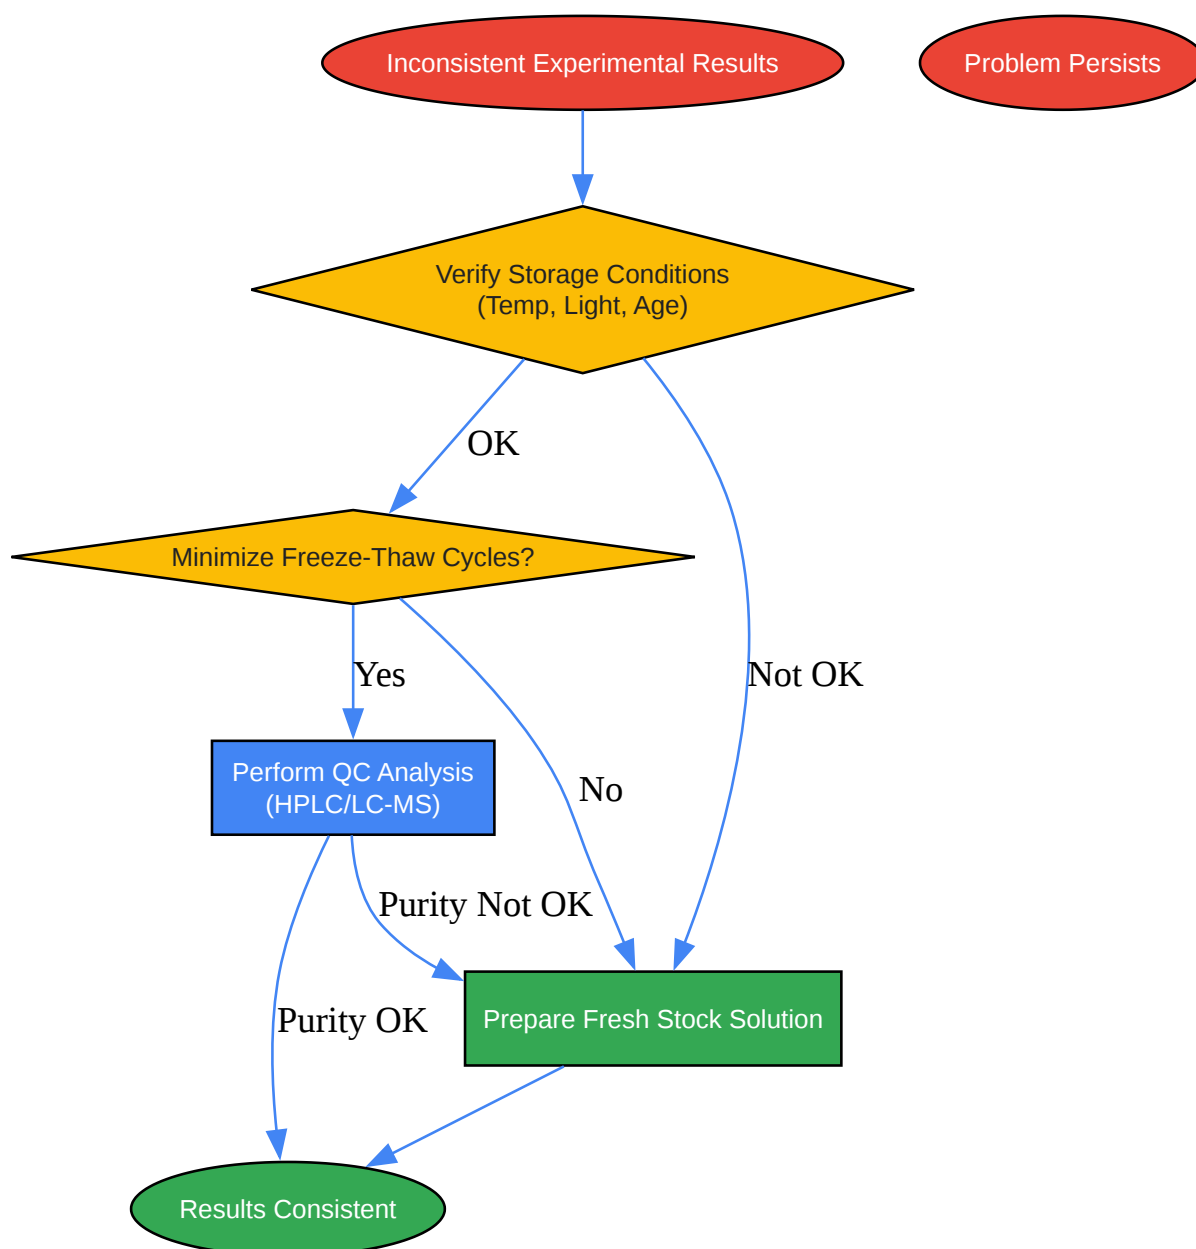 Inconsistent Experimental Results
Problem Persists
Verify Storage Conditions
(Temp, Light, Age)
OK
Minimize Freeze-Thaw Cycles?
Yes
Not OK
Perform QC Analysis
(HPLC/LC-MS)
No
Purity Not OK
Purity OK
Prepare Fresh Stock Solution
Results Consistent